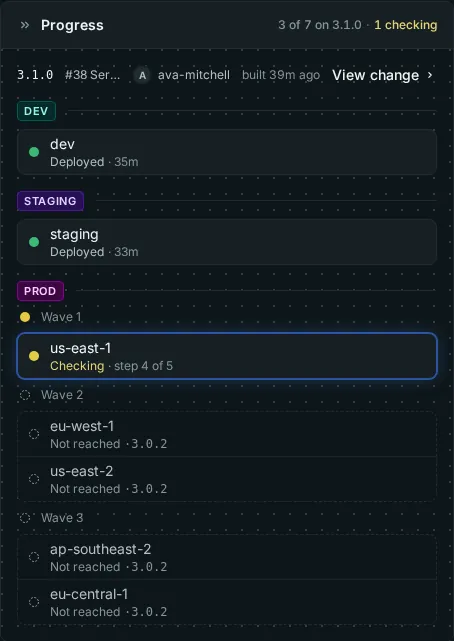 » Progress 3 of 7 on 3.1.0 · 1 checking
3.1.0 #38 Ser... A ava-mitchell built 39m ago View change ›
DEV
dev
Deployed · 35m
STAGING
staging
Deployed · 33m
PROD
Wave 1
us-east-1
Checking · step 4 of 5
Wave 2
eu-west-1
Not reached ·3.0.2
us-east-2
Not reached ·3.0.2
Wave 3
ap-southeast-2
Not reached ·3.0.2
eu-central-1
Not reached ·3.0.2